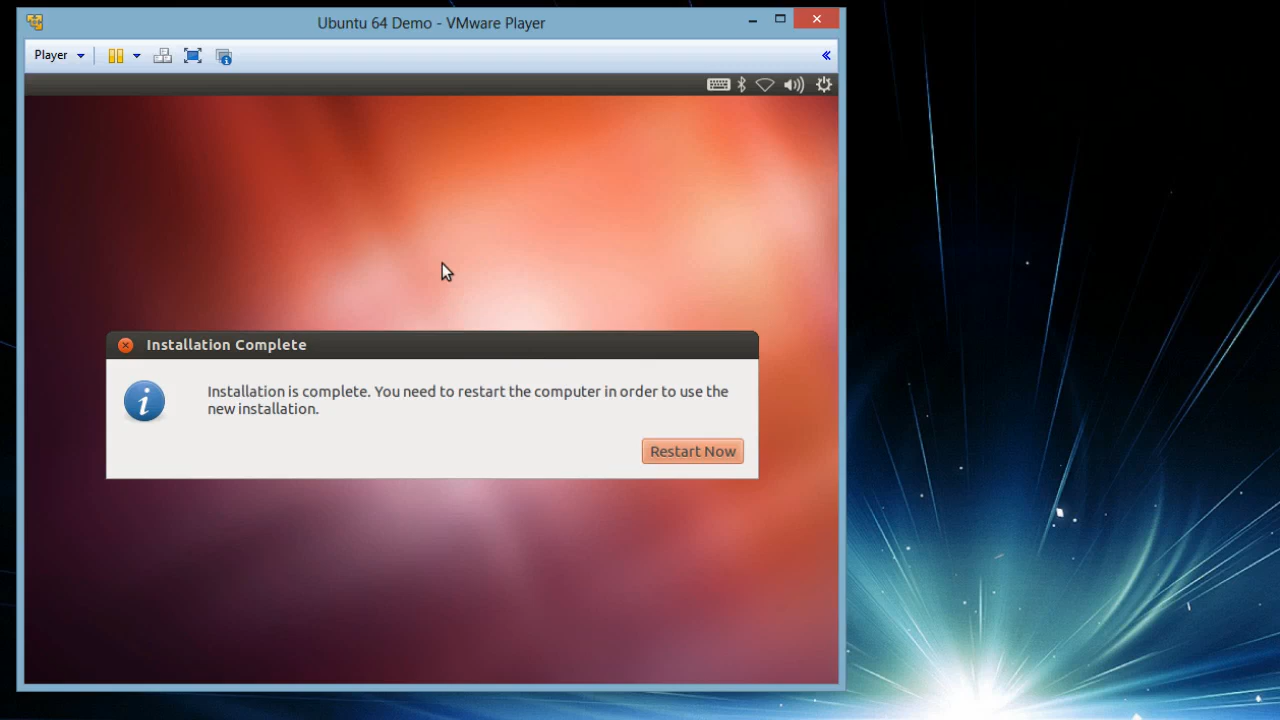 Ubuntu 64 Demo - VMware Player
Player
Installation Complete
Installation is complete. You need to restart the computer in order to use the
new installation.
Restart Now